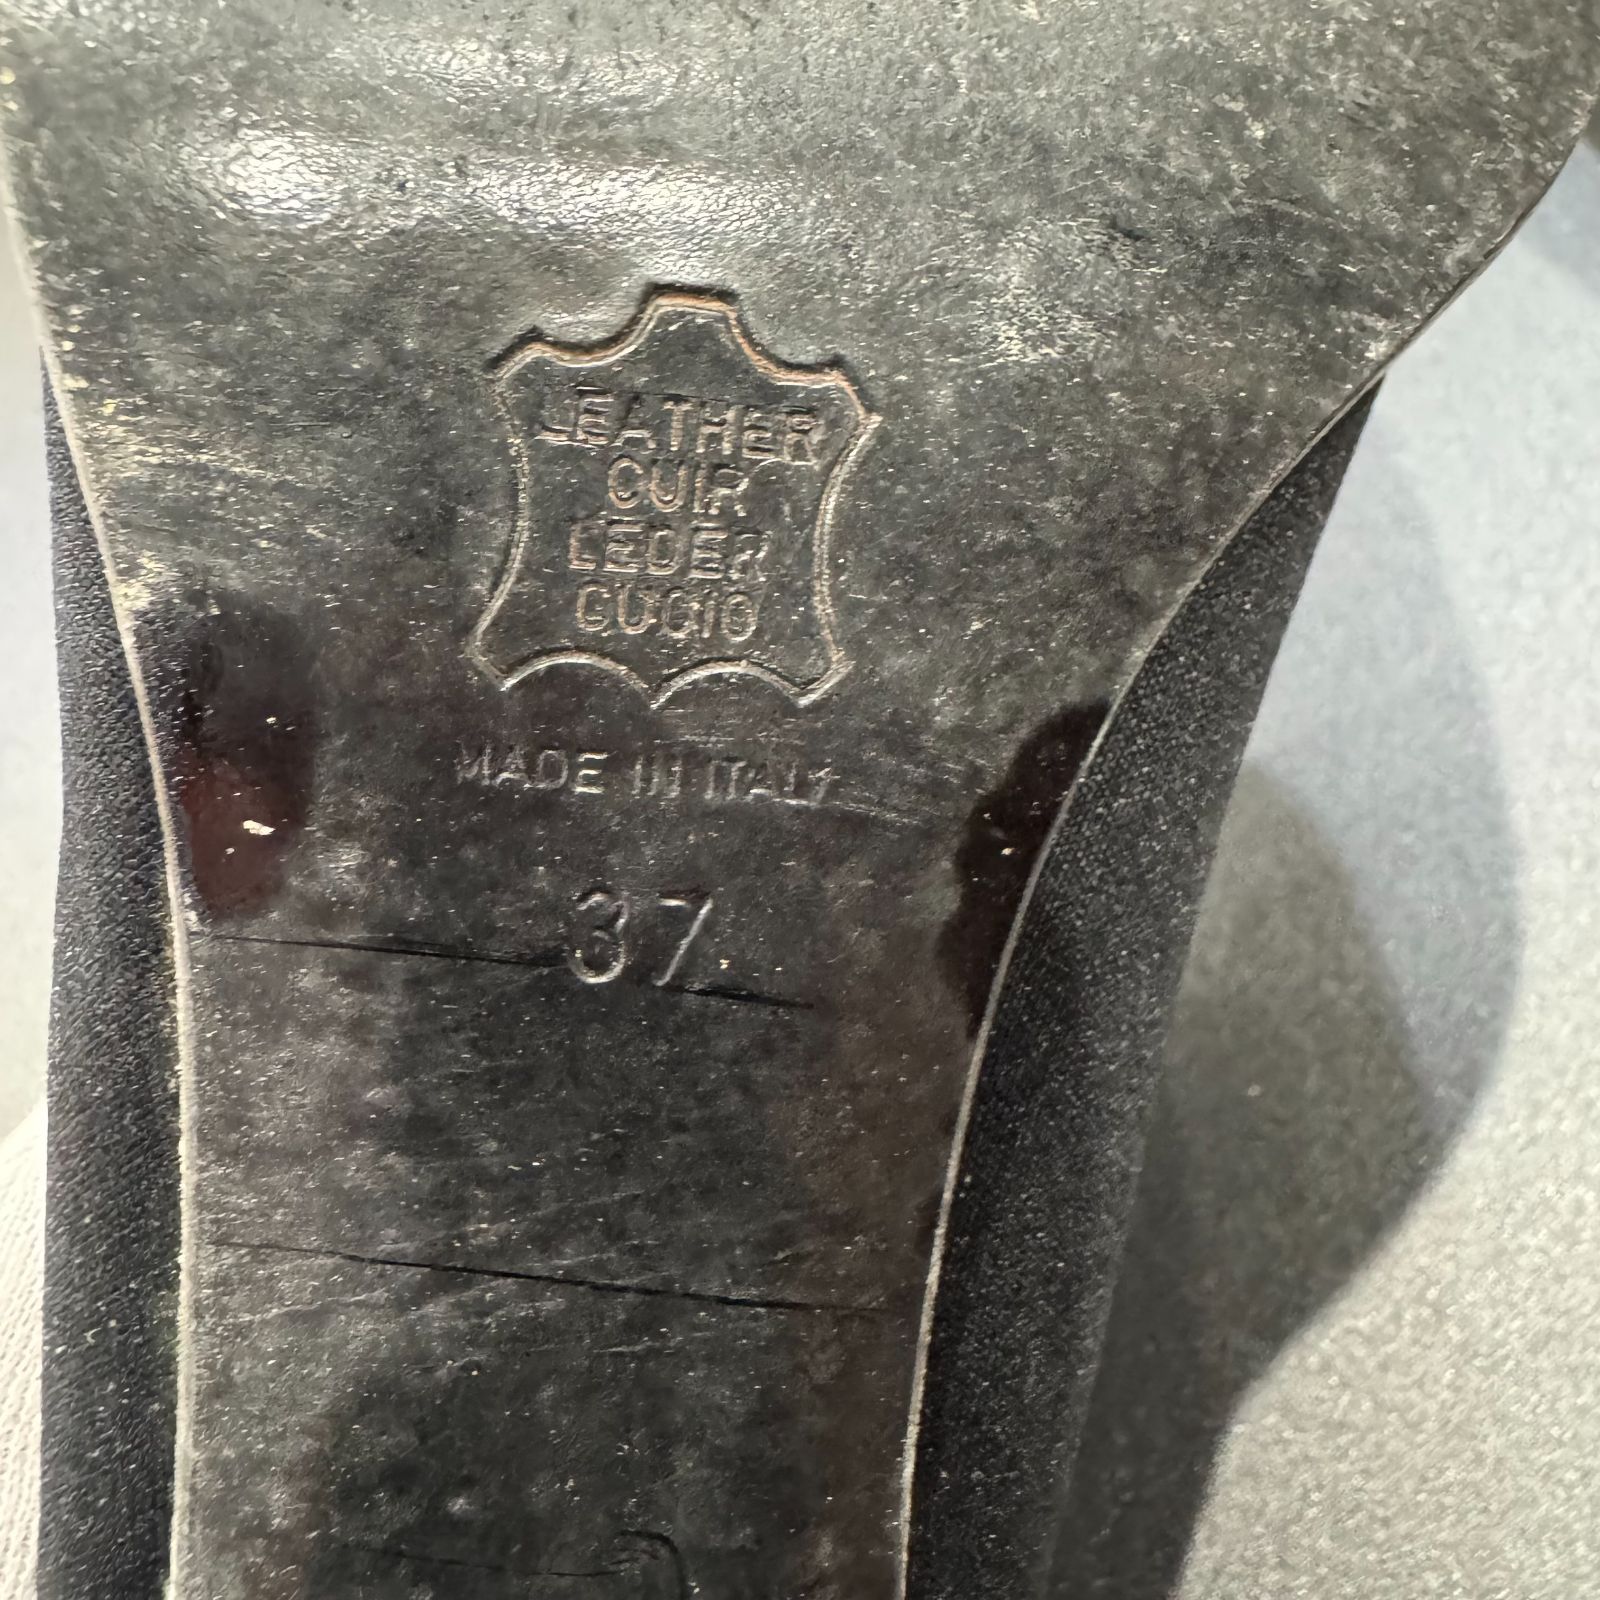 LEATHER
CUIR
LEDER
CUOIO
MADE IN ITALY
37